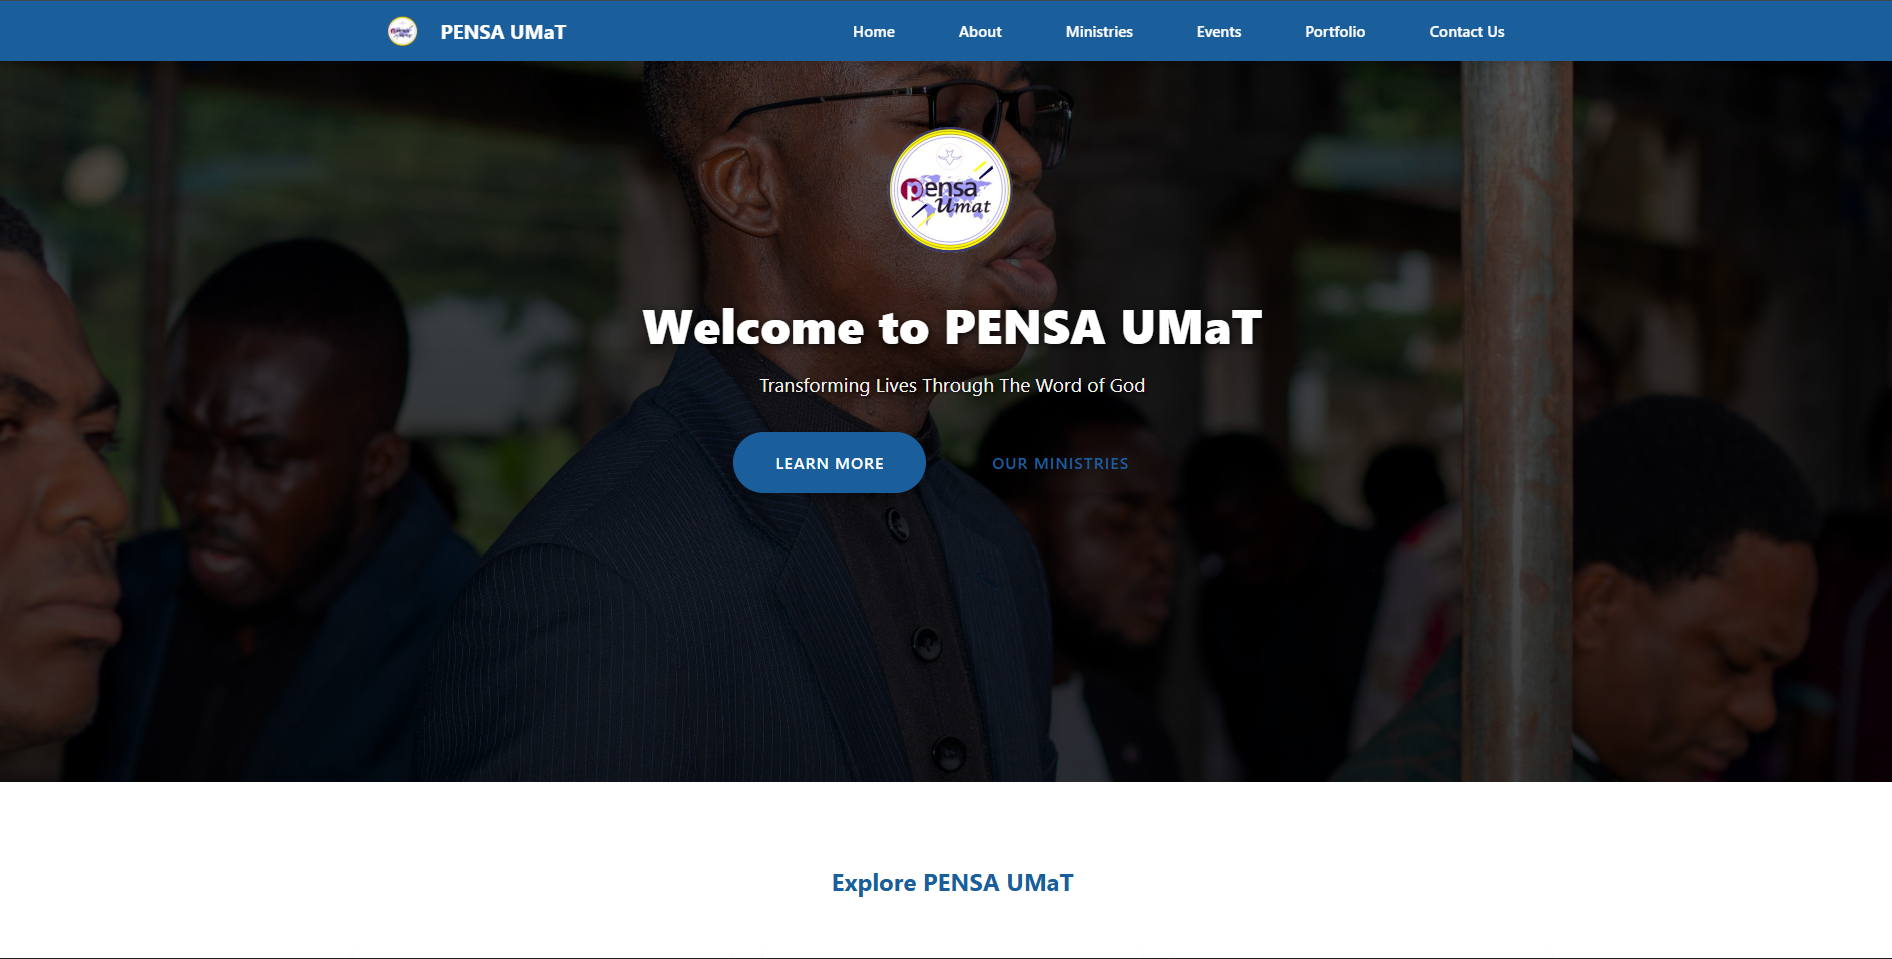 PENSA UMaT
Home
About
Ministries
Events
Portfolio
Contact Us
pensa
Umat
Welcome to PENSA UMaT
Transforming Lives Through The Word of God
LEARN MORE
OUR MINISTRIES
Explore PENSA UMaT